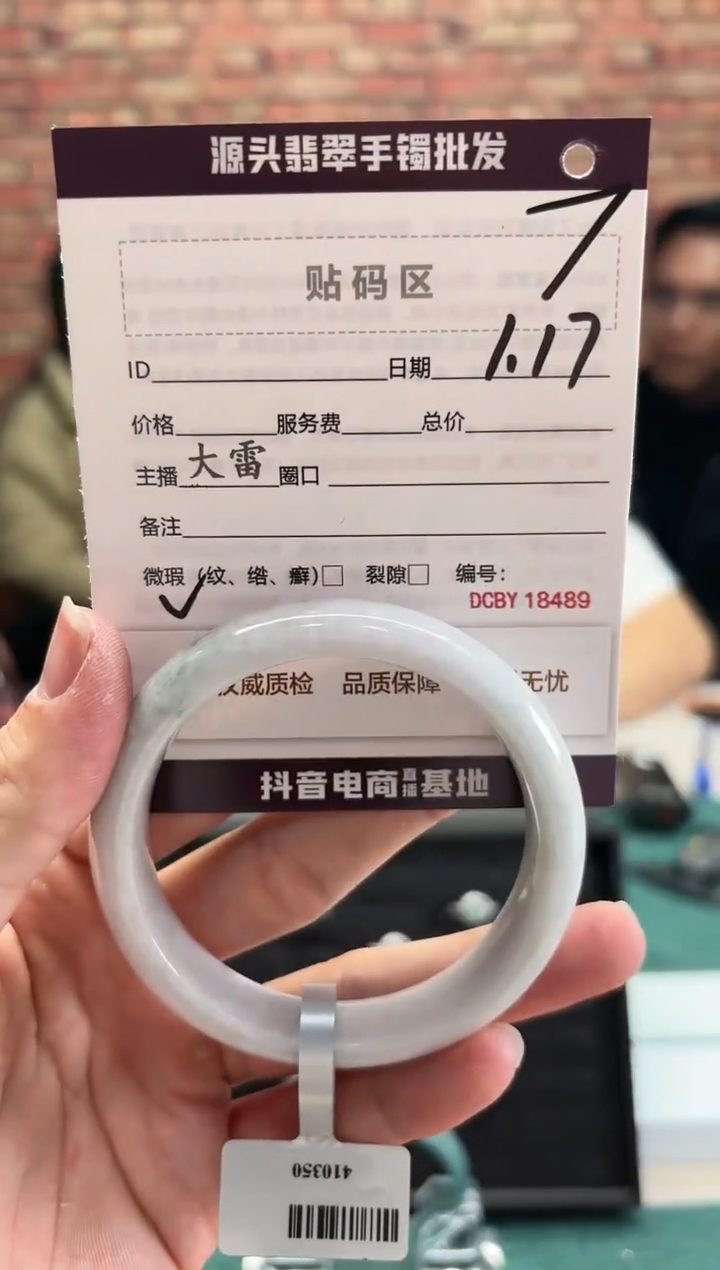 源头翡翠手镯批发
7
贴码区
ID 日期 1.17
价格 服务费 总价
主播 大雷 圈口
备注
微瑕 (纹、绺、癣)□ 裂隙□ 编号:
✓
DCBY 18489
权威质检 品质保障 无忧
抖音电商直播基地
410350